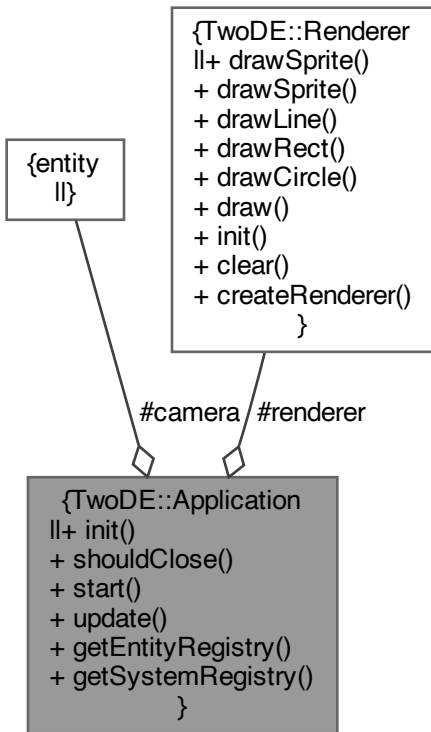 {TwoDE::Renderer
||+ drawSprite()
+ drawSprite()
+ drawLine()
+ drawRect()
+ drawCircle()
+ draw()
+ init()
+ clear()
+ createRenderer()
}
{entity
||}
#camera
#renderer
{TwoDE::Application
||+ init()
+ shouldClose()
+ start()
+ update()
+ getEntityRegistry()
+ getSystemRegistry()
}